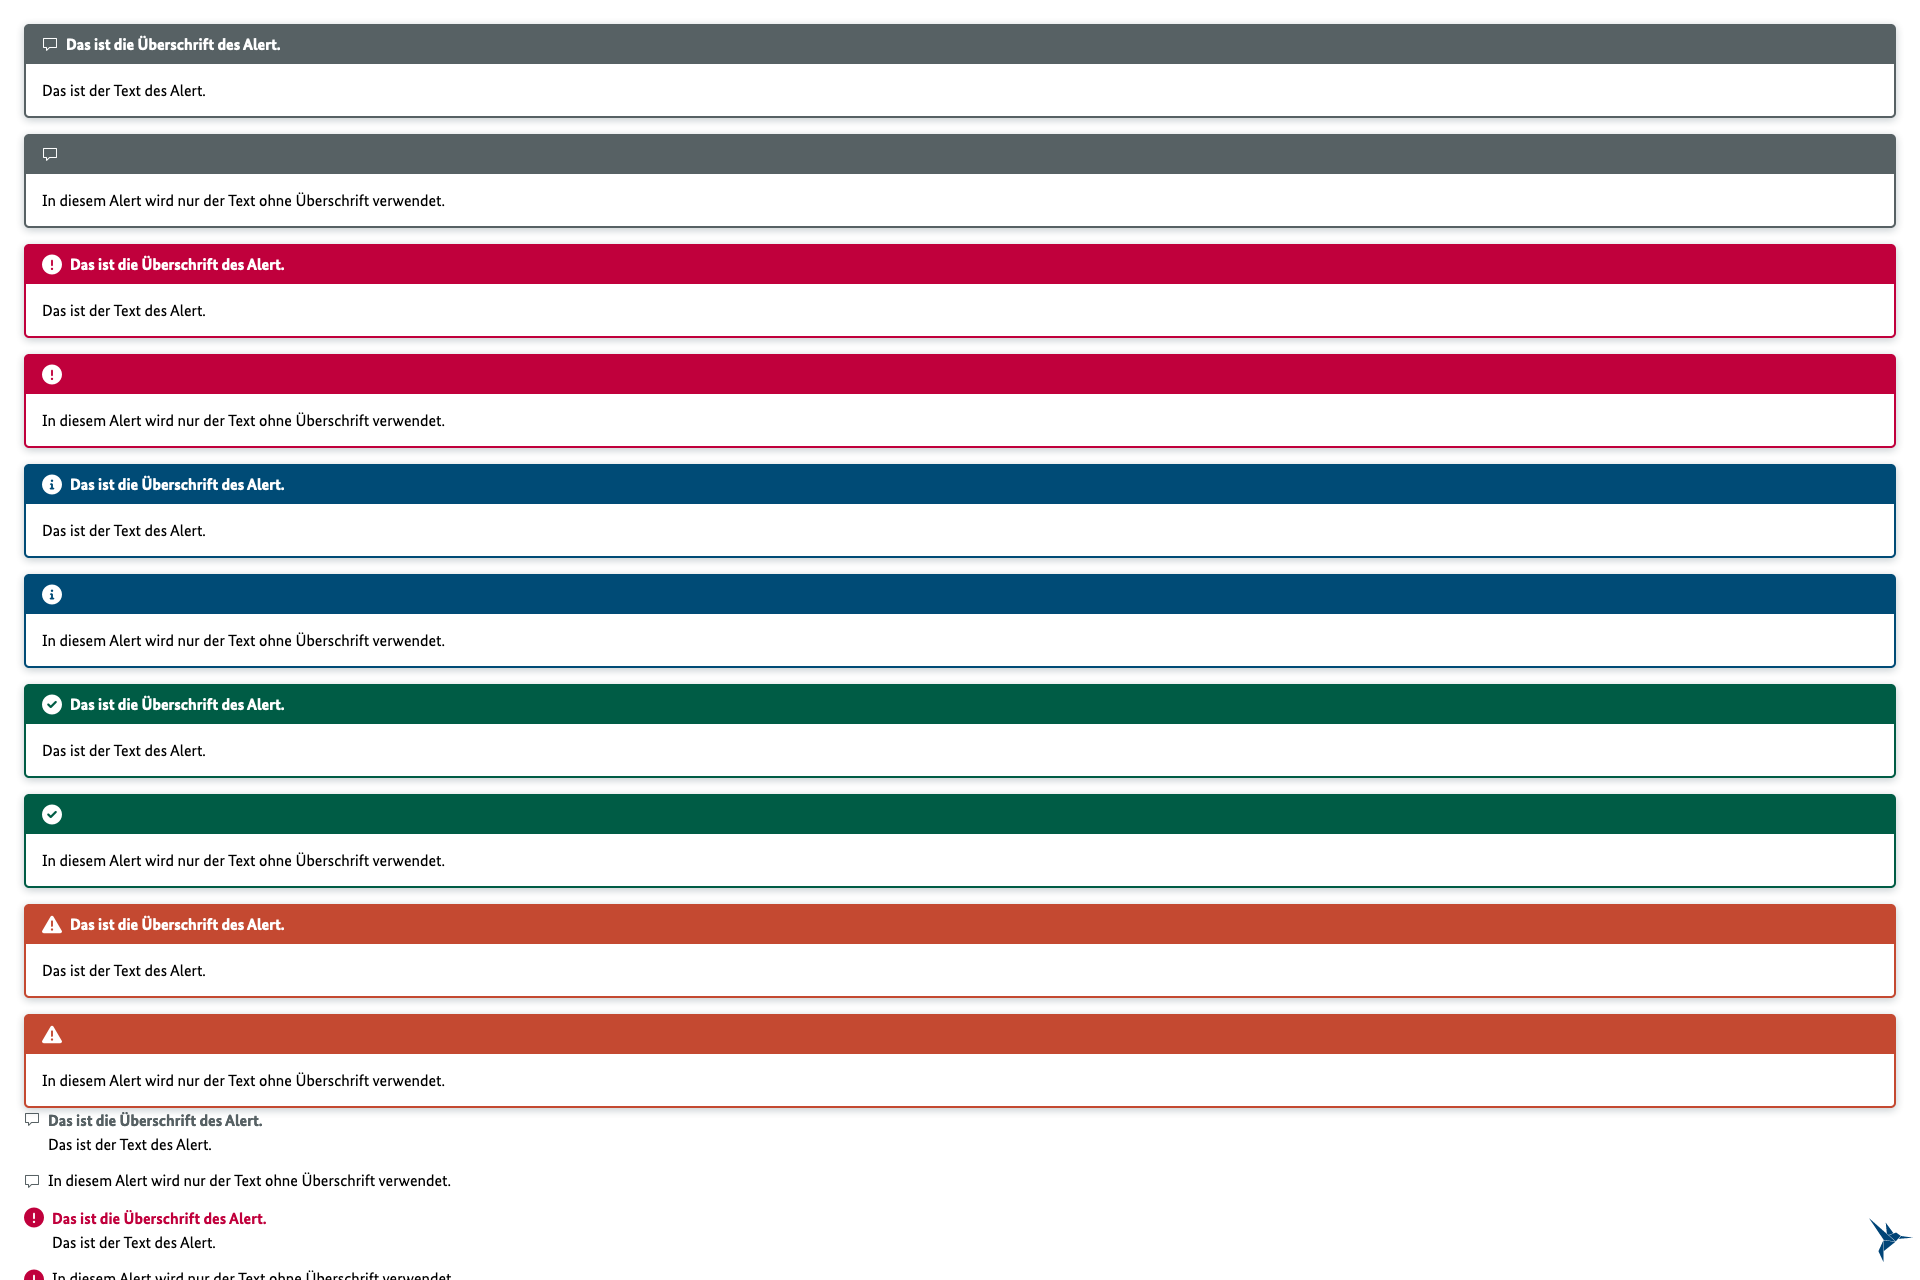 Das ist die Überschrift des Alert.
Das ist der Text des Alert.
In diesem Alert wird nur der Text ohne Überschrift verwendet.
Das ist die Überschrift des Alert.
Das ist der Text des Alert.
In diesem Alert wird nur der Text ohne Überschrift verwendet.
Das ist die Überschrift des Alert.
Das ist der Text des Alert.
In diesem Alert wird nur der Text ohne Überschrift verwendet.
Das ist die Überschrift des Alert.
Das ist der Text des Alert.
In diesem Alert wird nur der Text ohne Überschrift verwendet.
Das ist die Überschrift des Alert.
Das ist der Text des Alert.
In diesem Alert wird nur der Text ohne Überschrift verwendet.
Das ist die Überschrift des Alert.
Das ist der Text des Alert.
In diesem Alert wird nur der Text ohne Überschrift verwendet.
Das ist die Überschrift des Alert.
Das ist der Text des Alert.
In diesem Alert wird nur der Text ohne Überschrift verwendet.